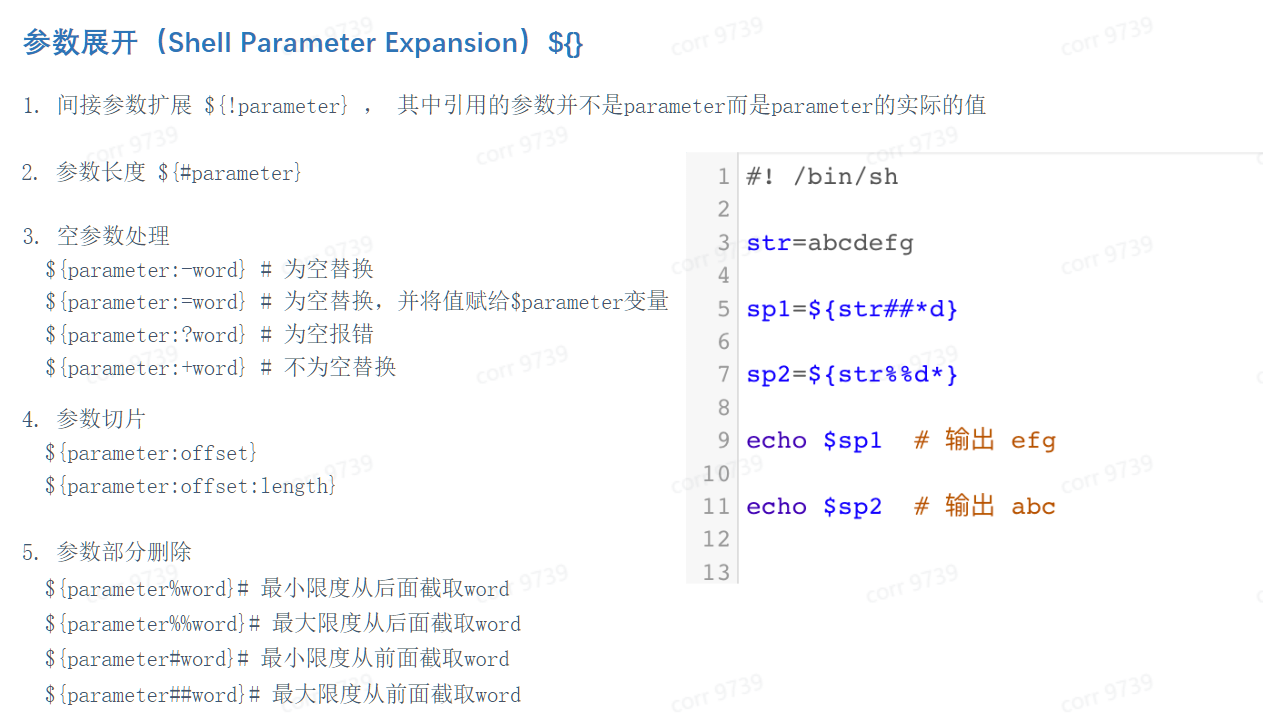 参数展开（Shell Parameter Expansion）${}
1. 间接参数扩展 ${!parameter} ， 其中引用的参数并不是parameter而是parameter的实际的值
2. 参数长度 ${#parameter}
3. 空参数处理
${parameter:-word} # 为空替换
${parameter:=word} # 为空替换，并将值赋给$parameter变量
${parameter:?word} # 为空报错
${parameter:+word} # 不为空替换
4. 参数切片
${parameter:offset}
${parameter:offset:length}
5. 参数部分删除
${parameter%word}# 最小限度从后面截取word
${parameter%%word}# 最大限度从后面截取word
${parameter#word}# 最小限度从前面截取word
${parameter##word}# 最大限度从前面截取word
1 #! /bin/sh
2
3 str=abcdefg
4
5 sp1=${str##*d}
6
7 sp2=${str%%d*}
8
9 echo $sp1  # 输出 efg
10
11 echo $sp2  # 输出 abc
12
13
corr 9739